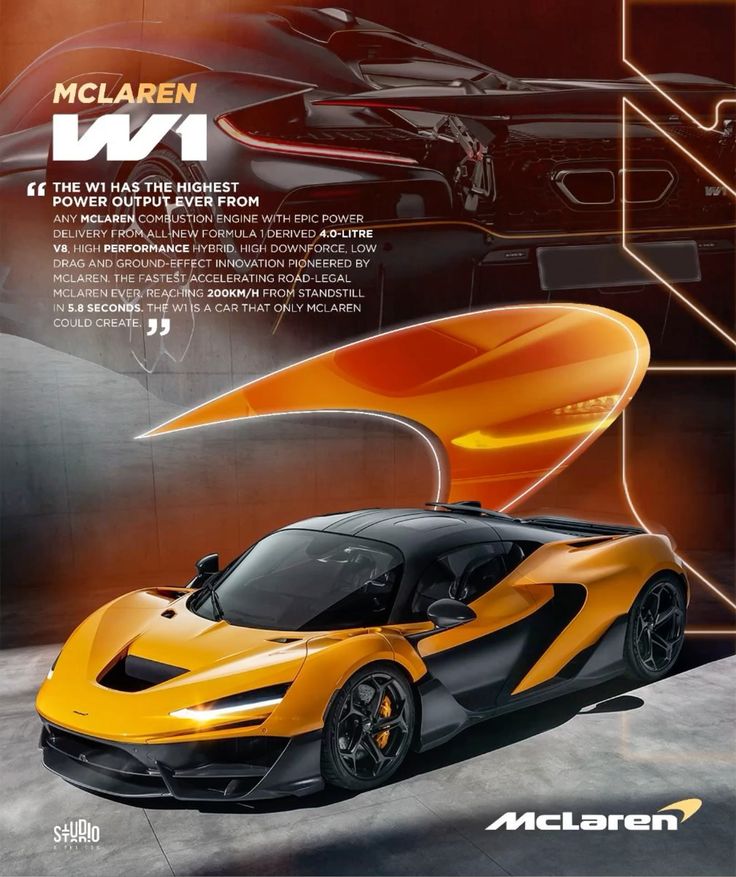 MCLAREN
W1
“ THE W1 HAS THE HIGHEST
POWER OUTPUT EVER FROM
ANY MCLAREN COMBUSTION ENGINE WITH EPIC POWER
DELIVERY FROM ALL-NEW FORMULA 1 DERIVED 4.0-LITRE
V8, HIGH PERFORMANCE HYBRID. HIGH DOWNFORCE, LOW
DRAG AND GROUND-EFFECT INNOVATION PIONEERED BY
MCLAREN. THE FASTEST ACCELERATING ROAD-LEGAL
MCLAREN EVER, REACHING 200KM/H FROM STANDSTILL
IN 5.8 SECONDS. THE W1 IS A CAR THAT ONLY MCLAREN
COULD CREATE. ”
W1
STUDIO
McLaren